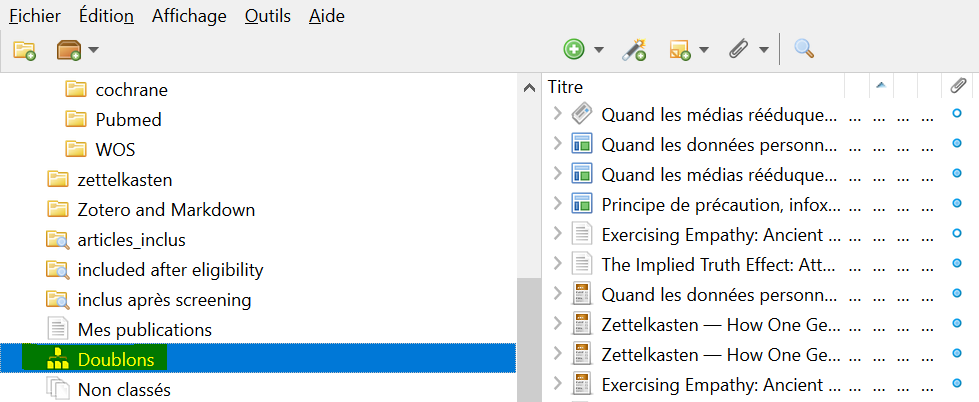 Fichier Édition Affichage Outils Aide
cochrane
Pubmed
WOS
zettelkasten
Zotero and Markdown
articles_inclus
included after eligibility
inclus après screening
Mes publications
Doublons
Non classés
Titre
Quand les médias rééduque... ... ... ... ...
Quand les données personn... ... ... ... ...
Quand les médias rééduque... ... ... ... ...
Principe de précaution, infox... ... ... ... ...
Exercising Empathy: Ancient ... ... ... ... ...
The Implied Truth Effect: Att... ... ... ... ...
Quand les données personn... ... ... ... ...
Zettelkasten — How One Ge... ... ... ... ...
Zettelkasten — How One Ge... ... ... ... ...
Exercising Empathy: Ancient ... ... ... ... ...